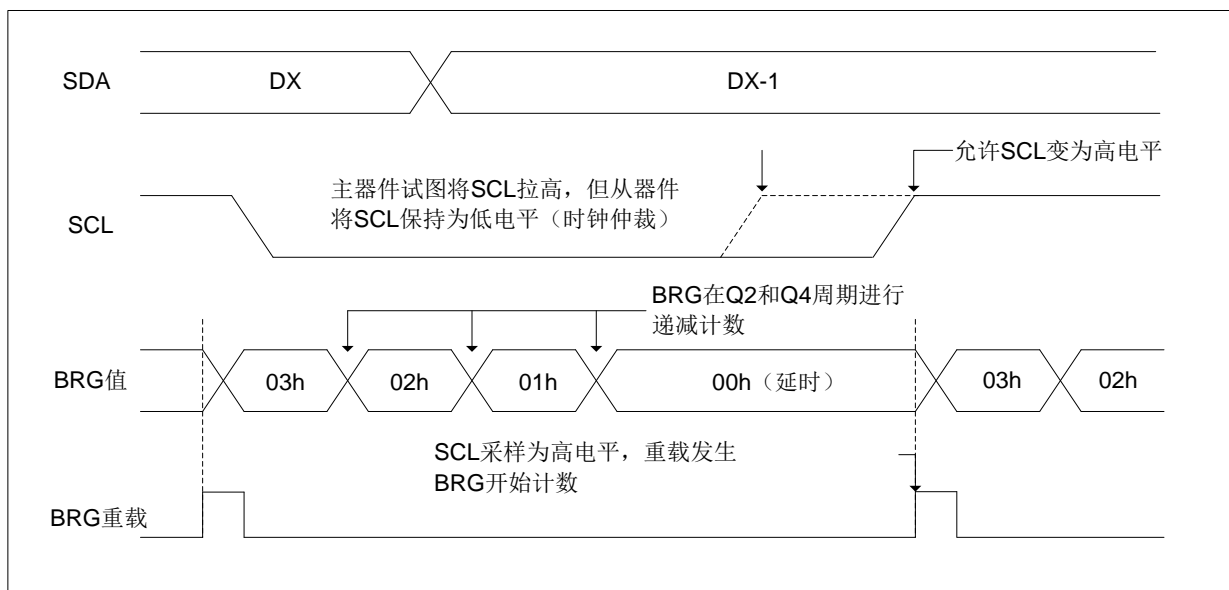 SDA
DX
DX-1
允许SCL变为高电平
主器件试图将SCL拉高，但从器件
将SCL保持为低电平（时钟仲裁）
SCL
BRG在Q2和Q4周期进行
递减计数
BRG值
03h
02h
01h
00h（延时）
03h
02h
SCL采样为高电平，重载发生
BRG开始计数
BRG重载